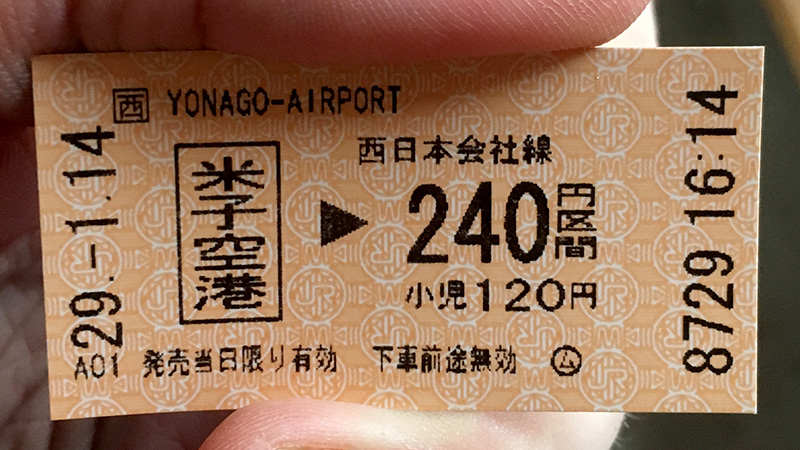 西 YONAGO-AIRPORT
西日本会社線
米子空港 ▶ 240円区間
小児120円
A01 発売当日限り有効 下車前途無効 ム
29.-1.14
8729 16:14